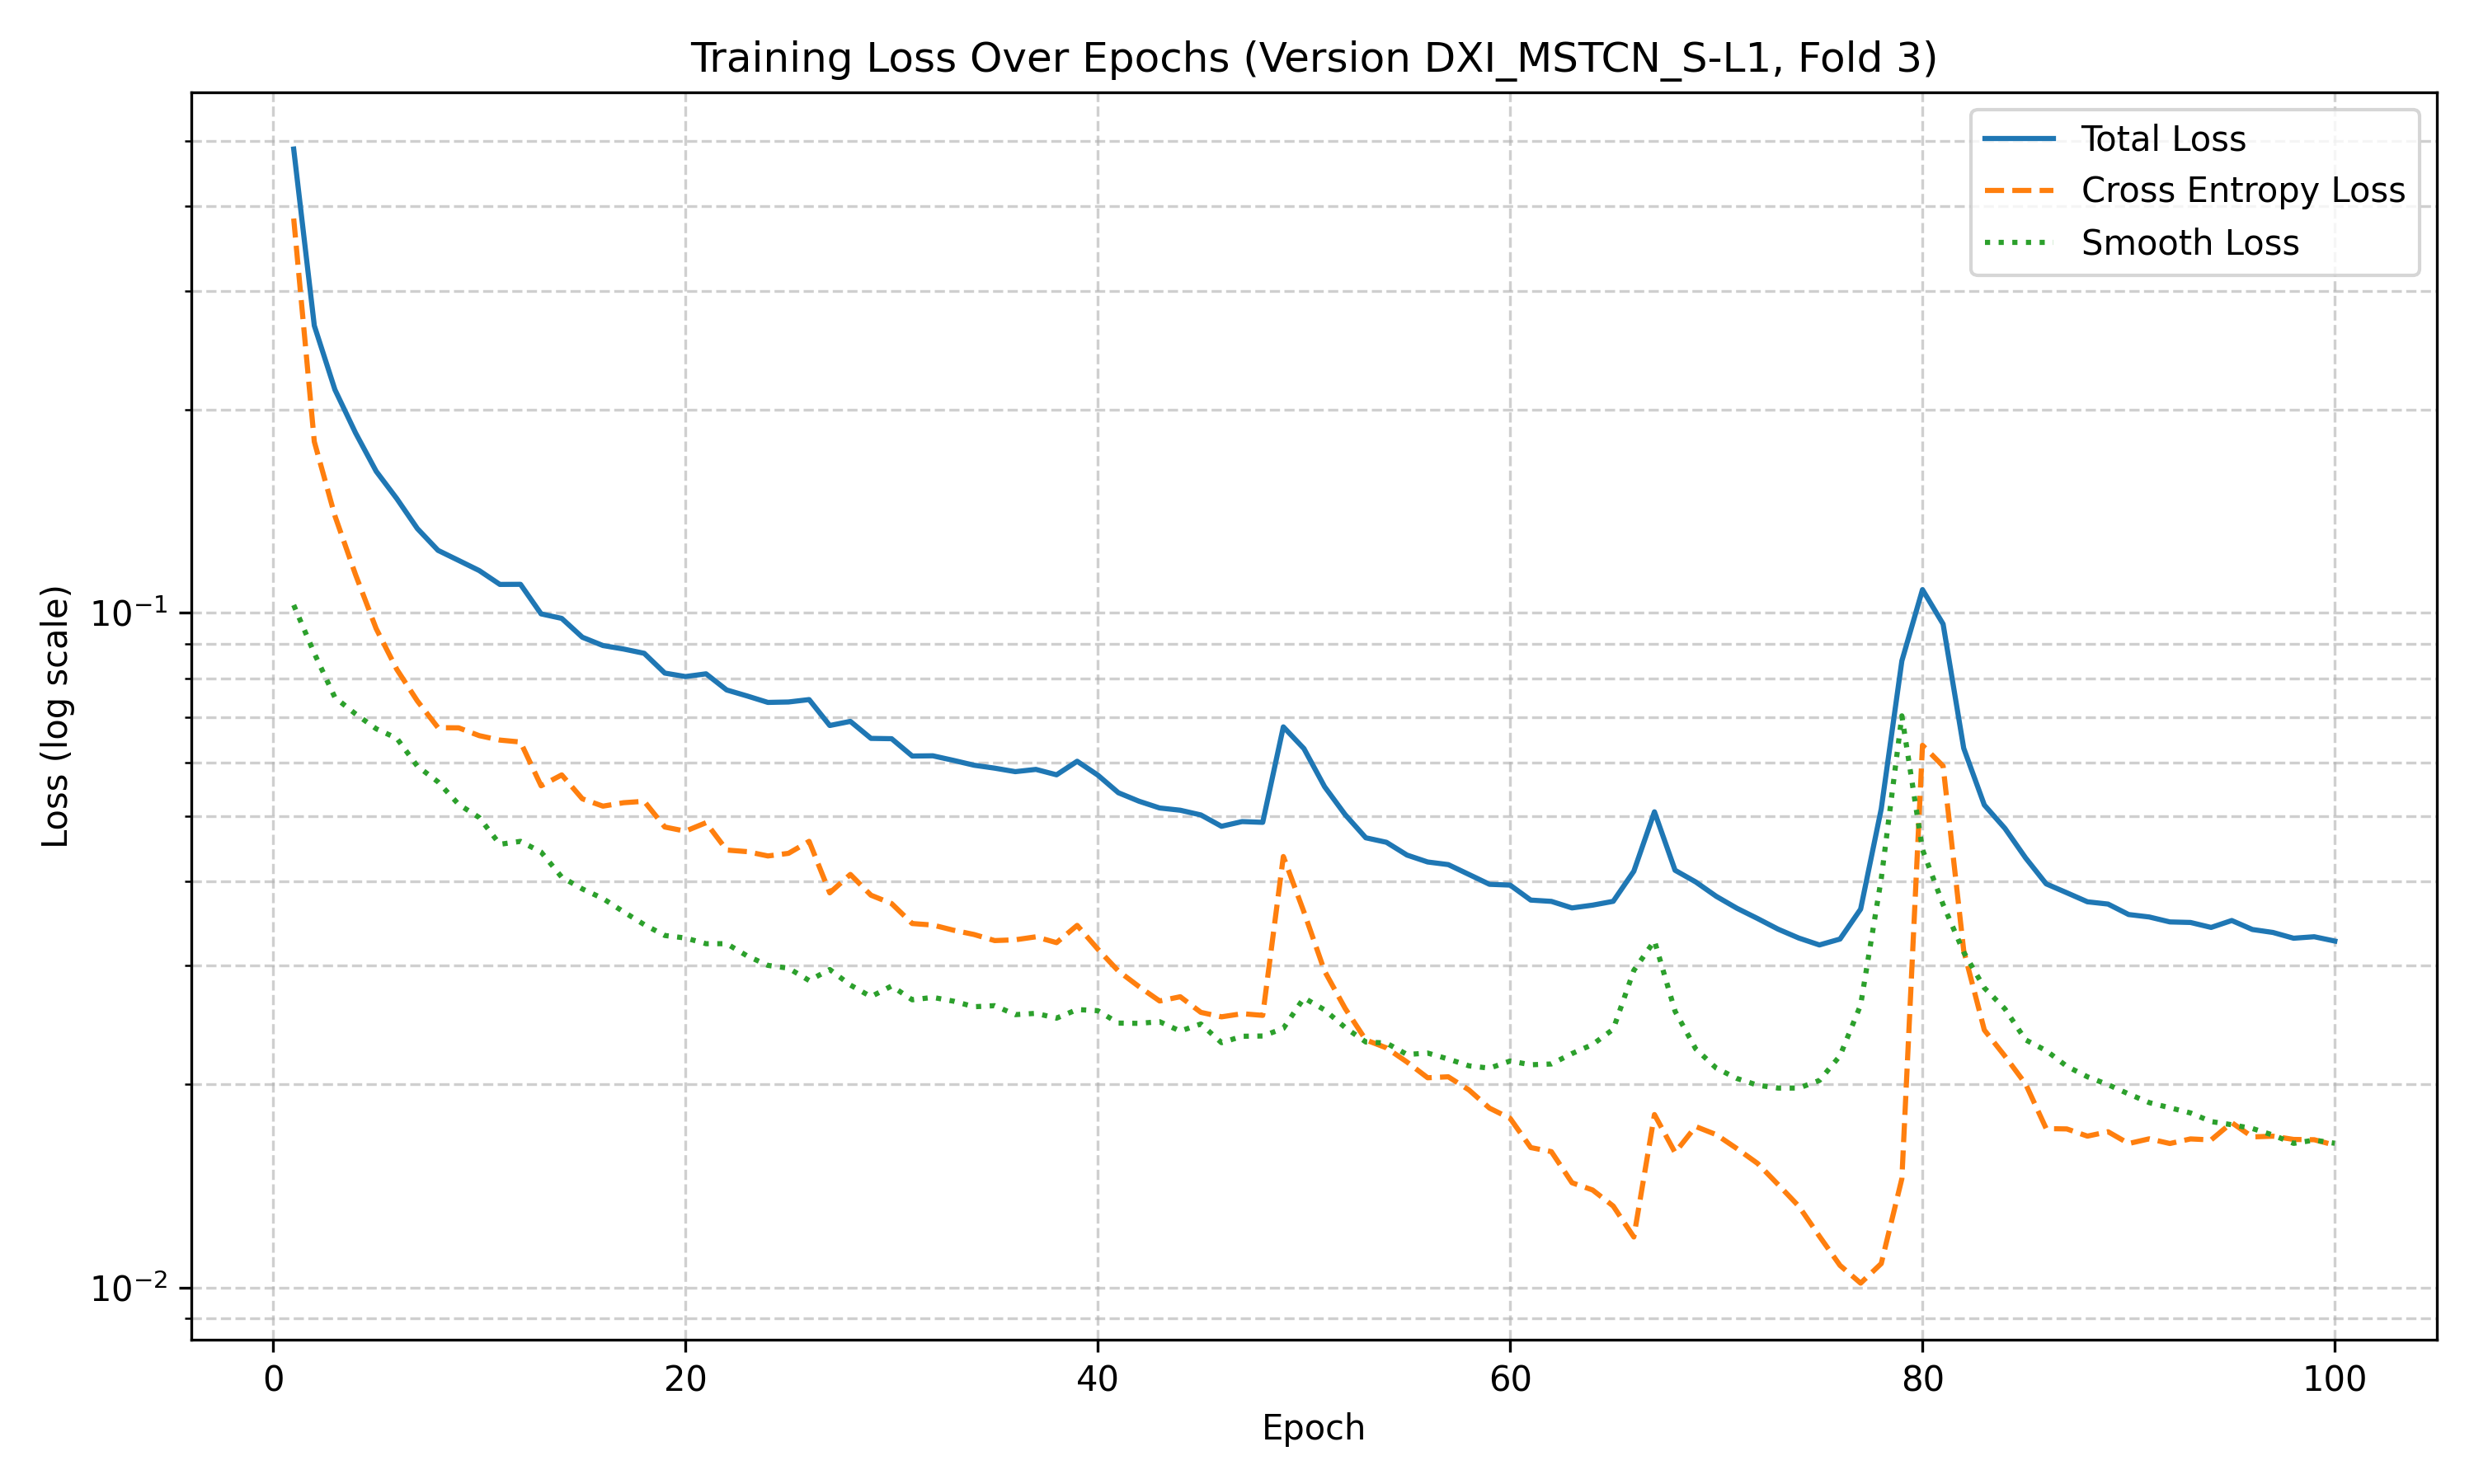 Training Loss Over Epochs (Version DXI_MSTCN_S-L1, Fold 3)
Total Loss
Cross Entropy Loss
Smooth Loss
Loss (log scale)
10⁻¹
10⁻²
0 20 40 60 80 100
Epoch